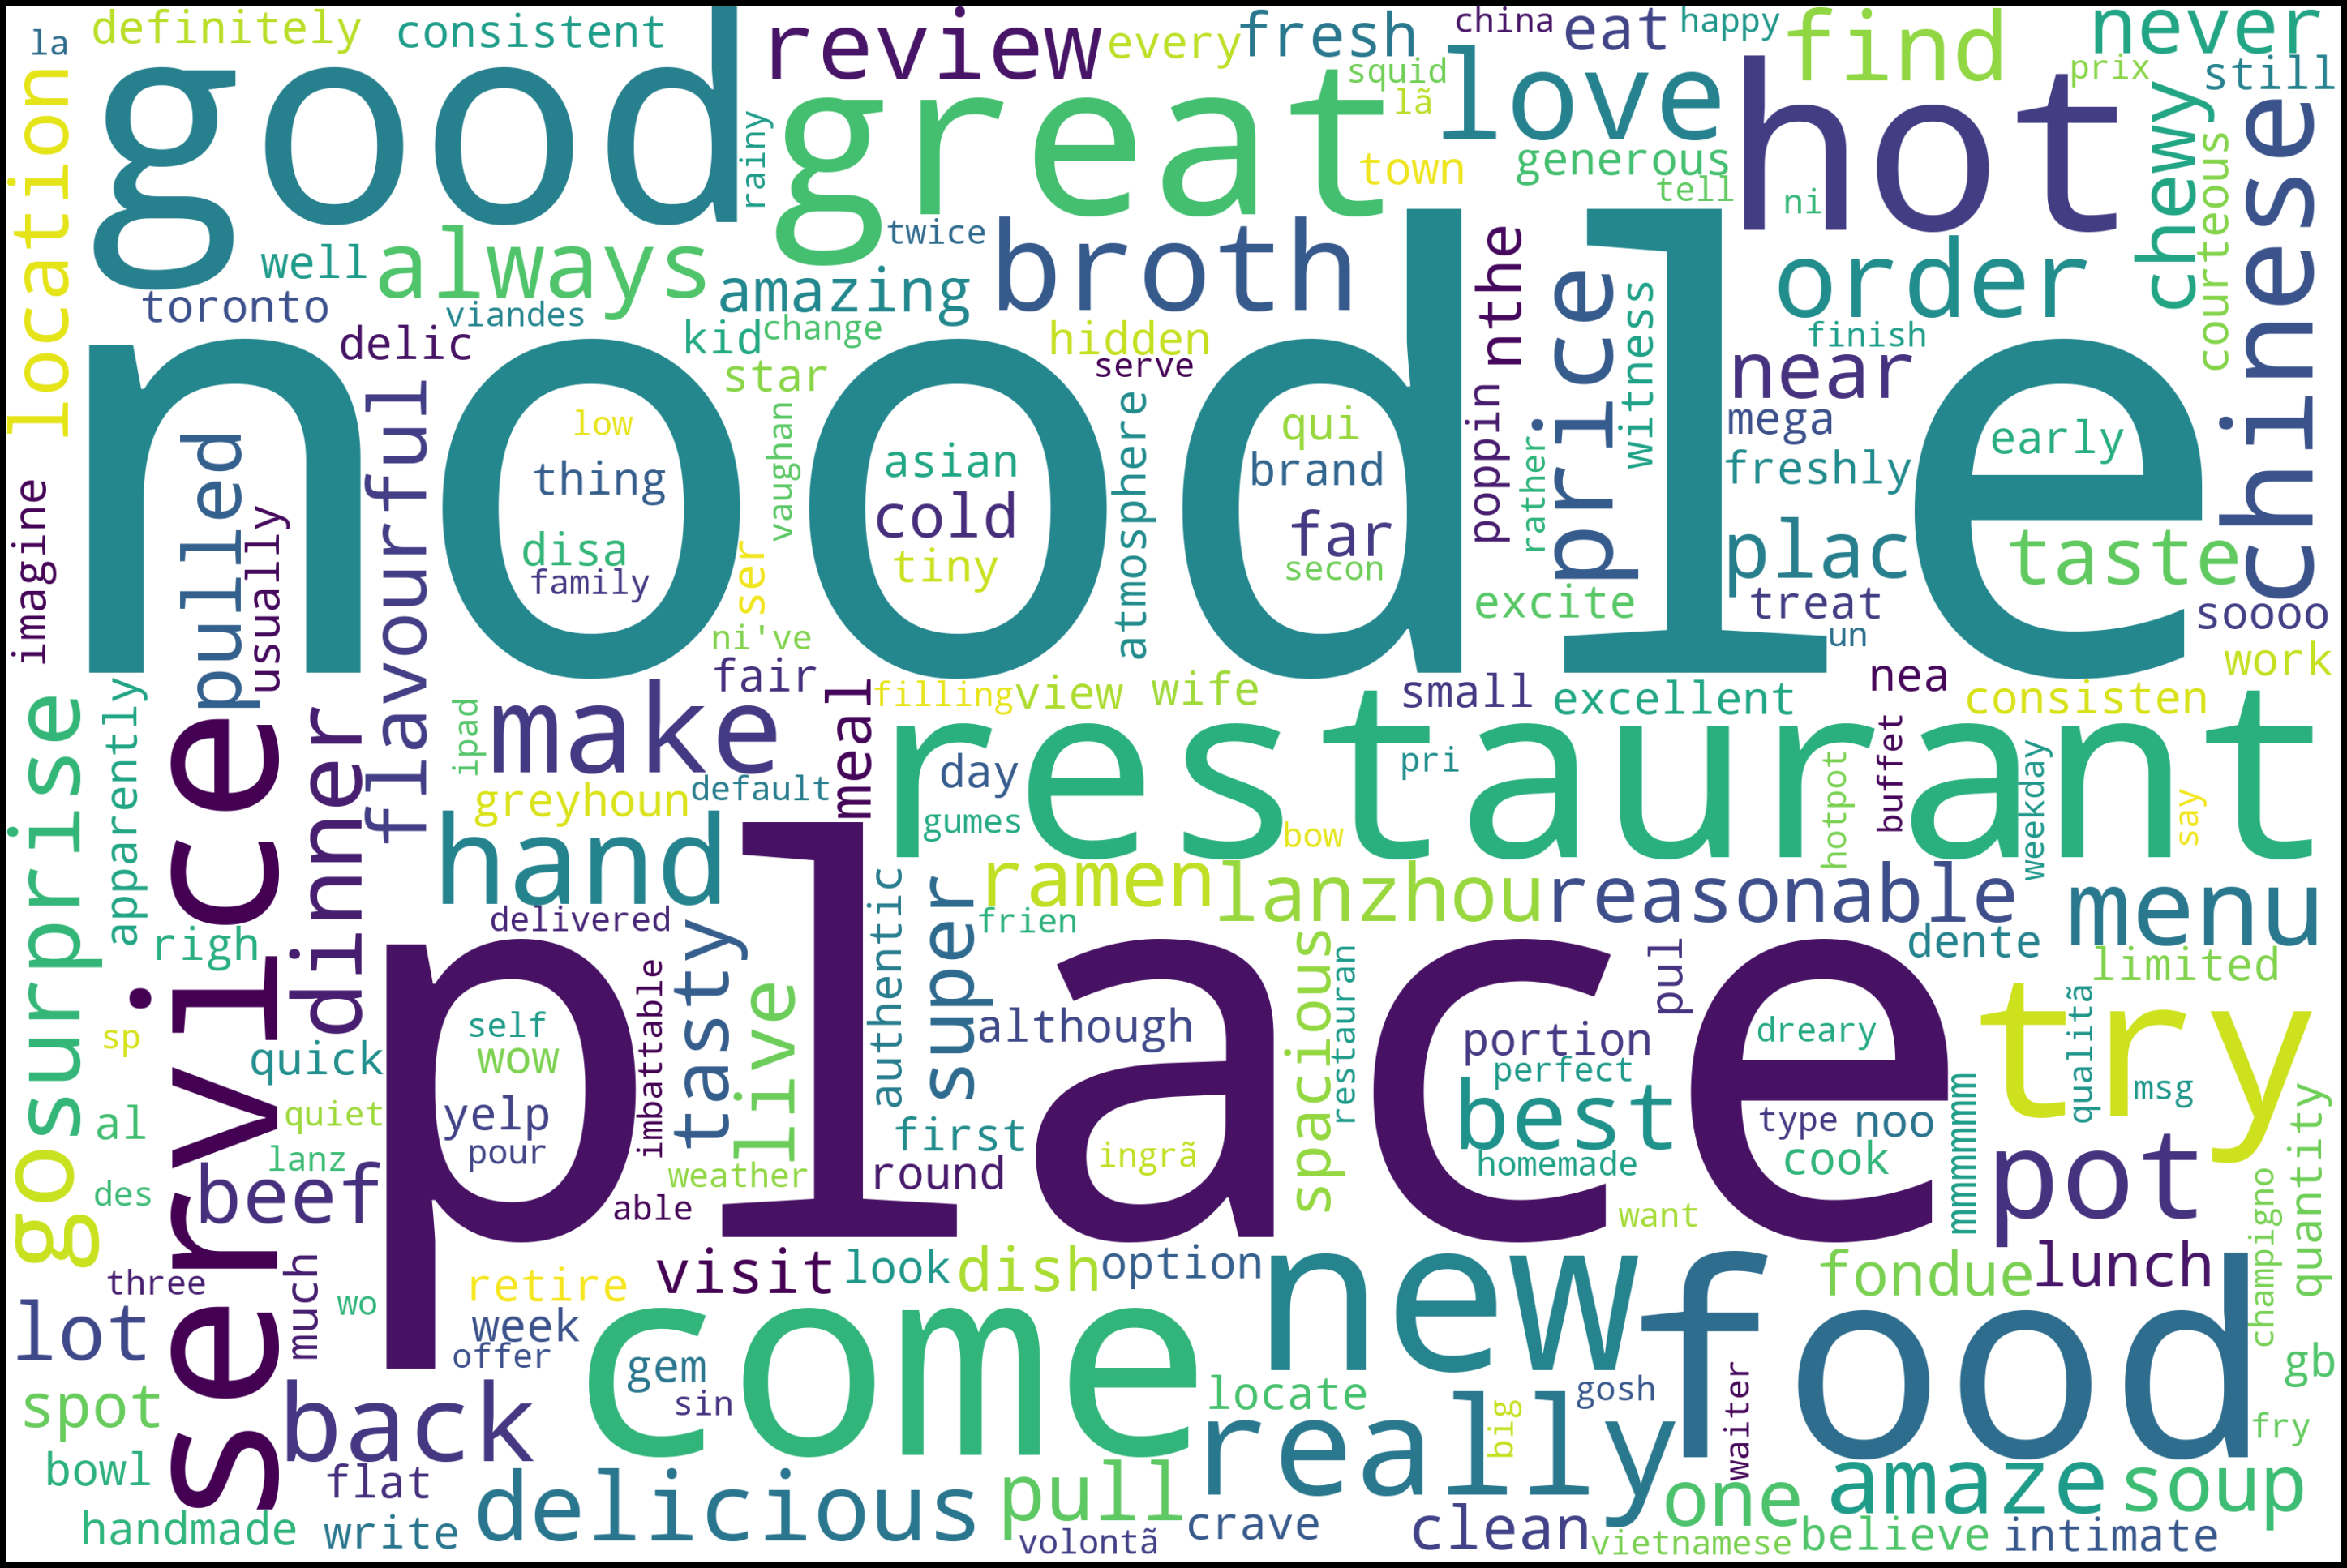 la
definitely
consistent
review
every
fresh
china
eat
happy
find
never
location
good
great
squid
lã
love
prix
still
hot
rainy
town
generous
tell
ni
chewy
courteous
chinese
well
always
twice
broth
nthe
price
witness
order
toronto
viandes
amazing
delic
kid
change
hidden
serve
finish
near
star
noodle
pulled
usually
flavourful
low
thing
disa
family
vaughan
asian
cold
tiny
atmosphere
qui
brand
far
secon
poppin
rather
mega
freshly
early
plac
taste
imagine
nser
ni've
excite
treat
un
soooo
work
surprise
apparently
service
dinner
fair
meal
filling
view
wife
small
excellent
nea
consisten
ipad
make
restaurant
greyhoun
default
day
pri
gumes
bow
hotpot
buffet
weekday
say
hand
ramen
lanzhou
reasonable
menu
righ
delivered
tasty
authentic
super
frien
dente
limited
sp
imbattable
live
although
spacious
restauran
pul
quick
self
wow
yelp
pour
place
portion
perfect
best
homemade
dreary
type
noo
cook
try
qualitã
msg
mmmmmm
al
quiet
first
lanz
weather
round
ingrã
go
des
beef
able
want
pot
champigno
quantity
three
much
wo
retire
visit
look
dish
option
new
food
fondue
lunch
lot
week
offer
come
gem
sin
locate
gosh
gb
spot
back
really
big
waiter
fry
bowl
flat
delicious
pull
one
amaze
soup
handmade
write
volontã
crave
clean
vietnamese
believe
intimate